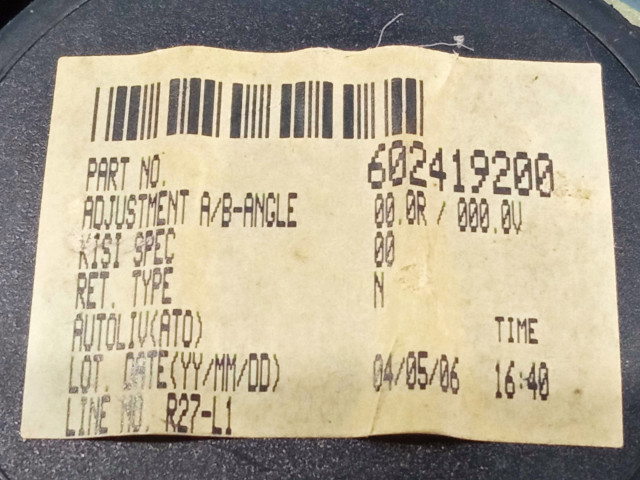 PART NO. 602419200
ADJUSTMENT A/B-ANGLE 00.0R / 000.0V
KISI SPEC 00
RET. TYPE N
AUTOLIV(ATO) TIME
LOT. DATE(YY/MM/DD) 04/05/06 16:40
LINE NO. R27-L1